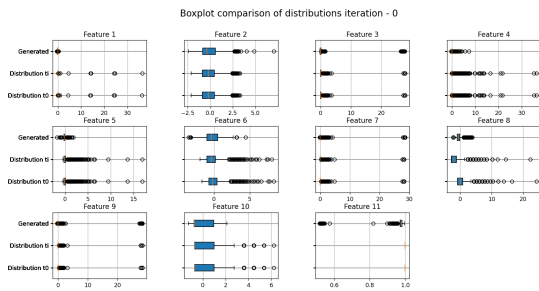 Boxplot comparison of distributions iteration - 0
Feature 1 Feature 2 Feature 3 Feature 4
Generated
Distribution ti
Distribution t0
0 10 20 30 −2.5 0.0 2.5 5.0 0 10 20 30 0 10 20 30
Feature 5 Feature 6 Feature 7 Feature 8
Generated
Distribution ti
Distribution t0
0 5 10 15 0 5 0 10 20 30 0 10 20
Feature 9 Feature 10 Feature 11
Generated
Distribution ti
Distribution t0
0 10 20 0 2 4 6 0.6 0.8 1.0